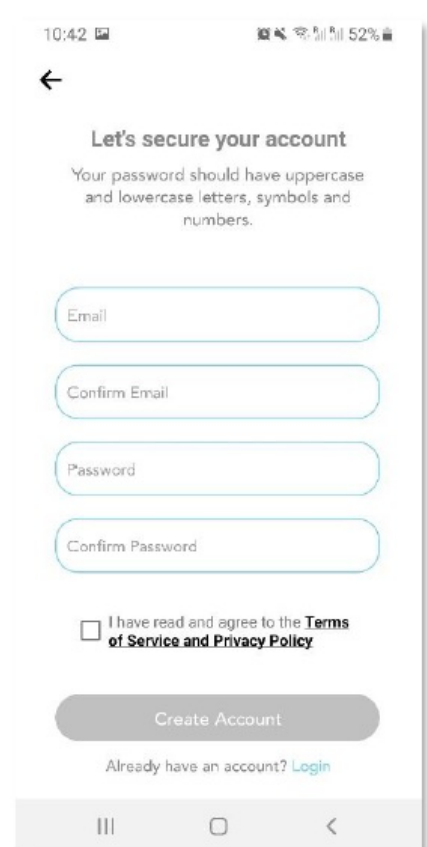 10:42 52%
Let's secure your account
Your password should have uppercase
and lowercase letters, symbols and
numbers.
Email
Confirm Email
Password
Confirm Password
I have read and agree to the Terms
of Service and Privacy Policy
Create Account
Already have an account? Login